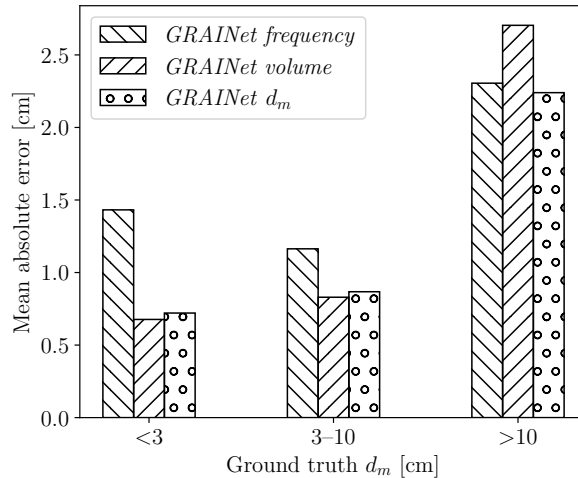 GRAINet frequency
GRAINet volume
GRAINet d_m
Mean absolute error [cm]
2.5
2.0
1.5
1.0
0.5
0.0
<3
3–10
>10
Ground truth d_m [cm]